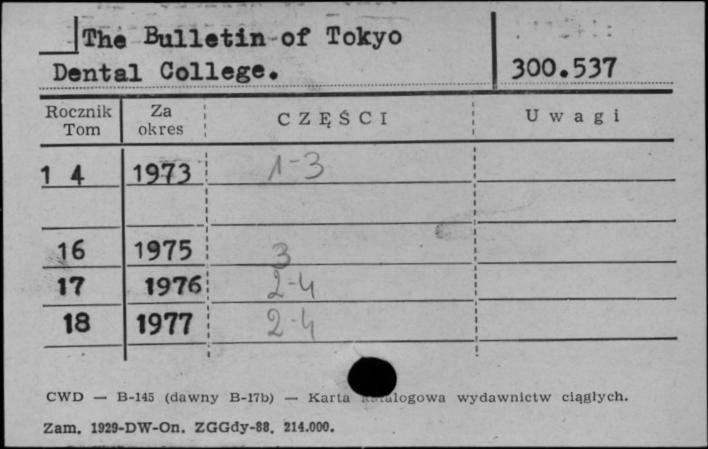 The Bulletin of Tokyo
Dental College.
300.537
Rocznik Tom
Za okres
CZĘŚCI
Uwagi
14 1973 1-3
16 1975 3
17 1976 2-4
18 1977 2-4
CWD — B-145 (dawny B-17b) — Karta katalogowa wydawnictw ciągłych.
Zam. 1929-DW-On. ZGGdy-88. 214.000.